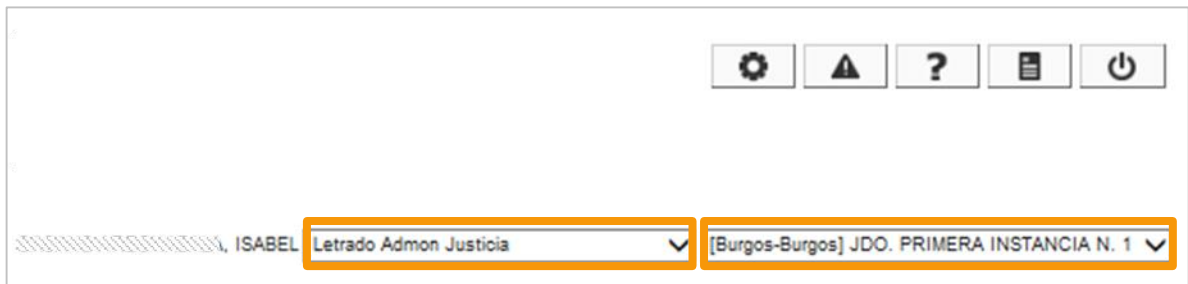 ?
, ISABEL Letrado Admon Justicia [Burgos-Burgos] JDO. PRIMERA INSTANCIA N. 1